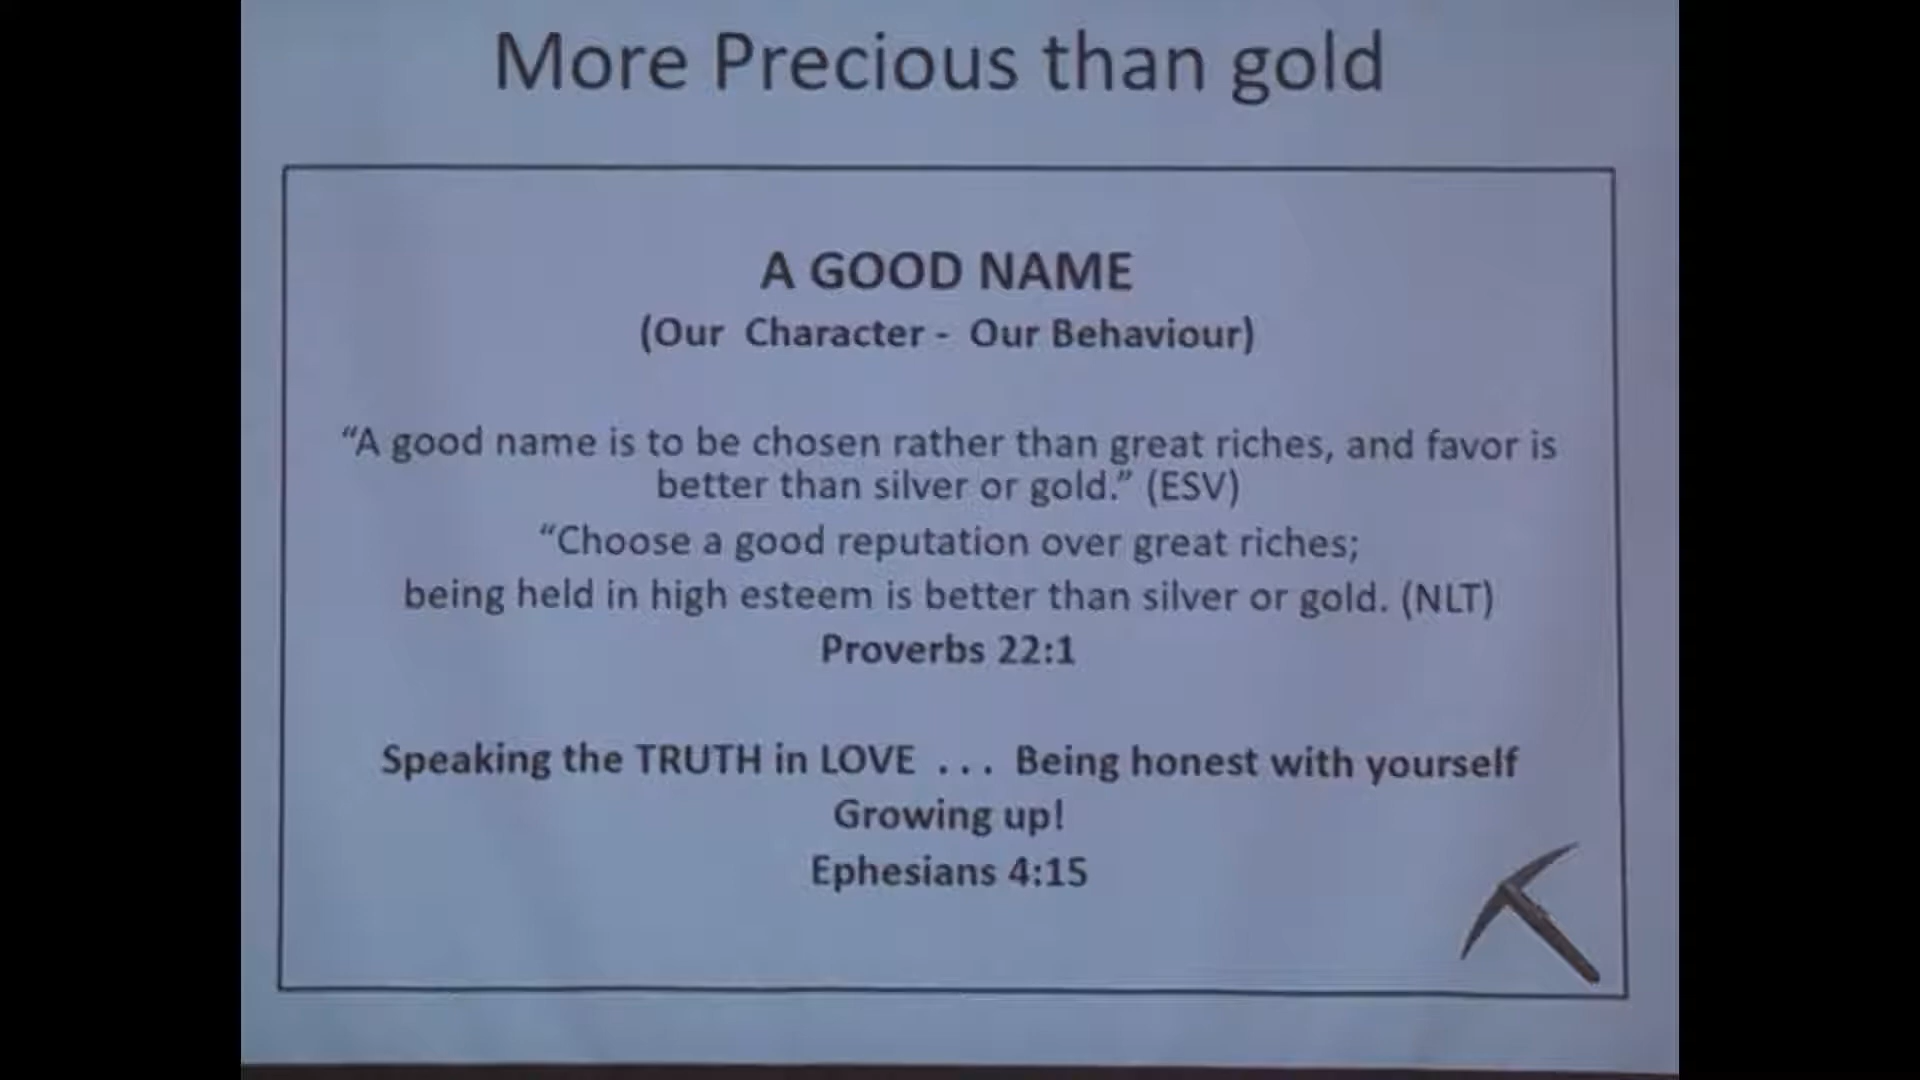 More Precious than gold
A GOOD NAME
(Our Character - Our Behaviour)
“A good name is to be chosen rather than great riches, and favor is
better than silver or gold.” (ESV)
“Choose a good reputation over great riches;
being held in high esteem is better than silver or gold. (NLT)
Proverbs 22:1
Speaking the TRUTH in LOVE . . . Being honest with yourself
Growing up!
Ephesians 4:15